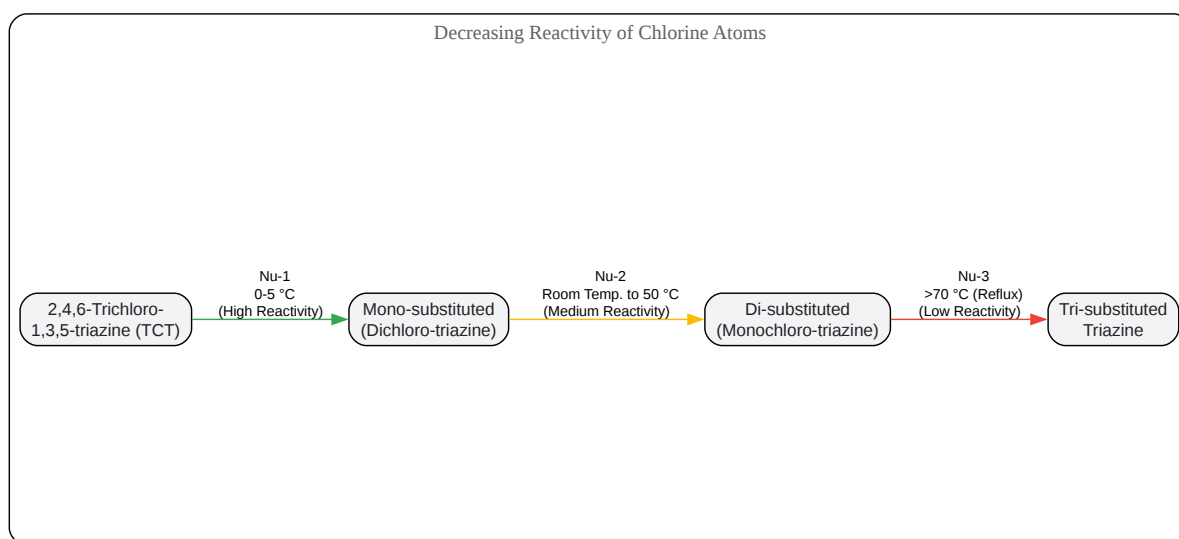 Decreasing Reactivity of Chlorine Atoms
2,4,6-Trichloro-
1,3,5-triazine (TCT)
Nu-1
0-5 °C
(High Reactivity)
Mono-substituted
(Dichloro-triazine)
Nu-2
Room Temp. to 50 °C
(Medium Reactivity)
Di-substituted
(Monochloro-triazine)
Nu-3
>70 °C (Reflux)
(Low Reactivity)
Tri-substituted
Triazine